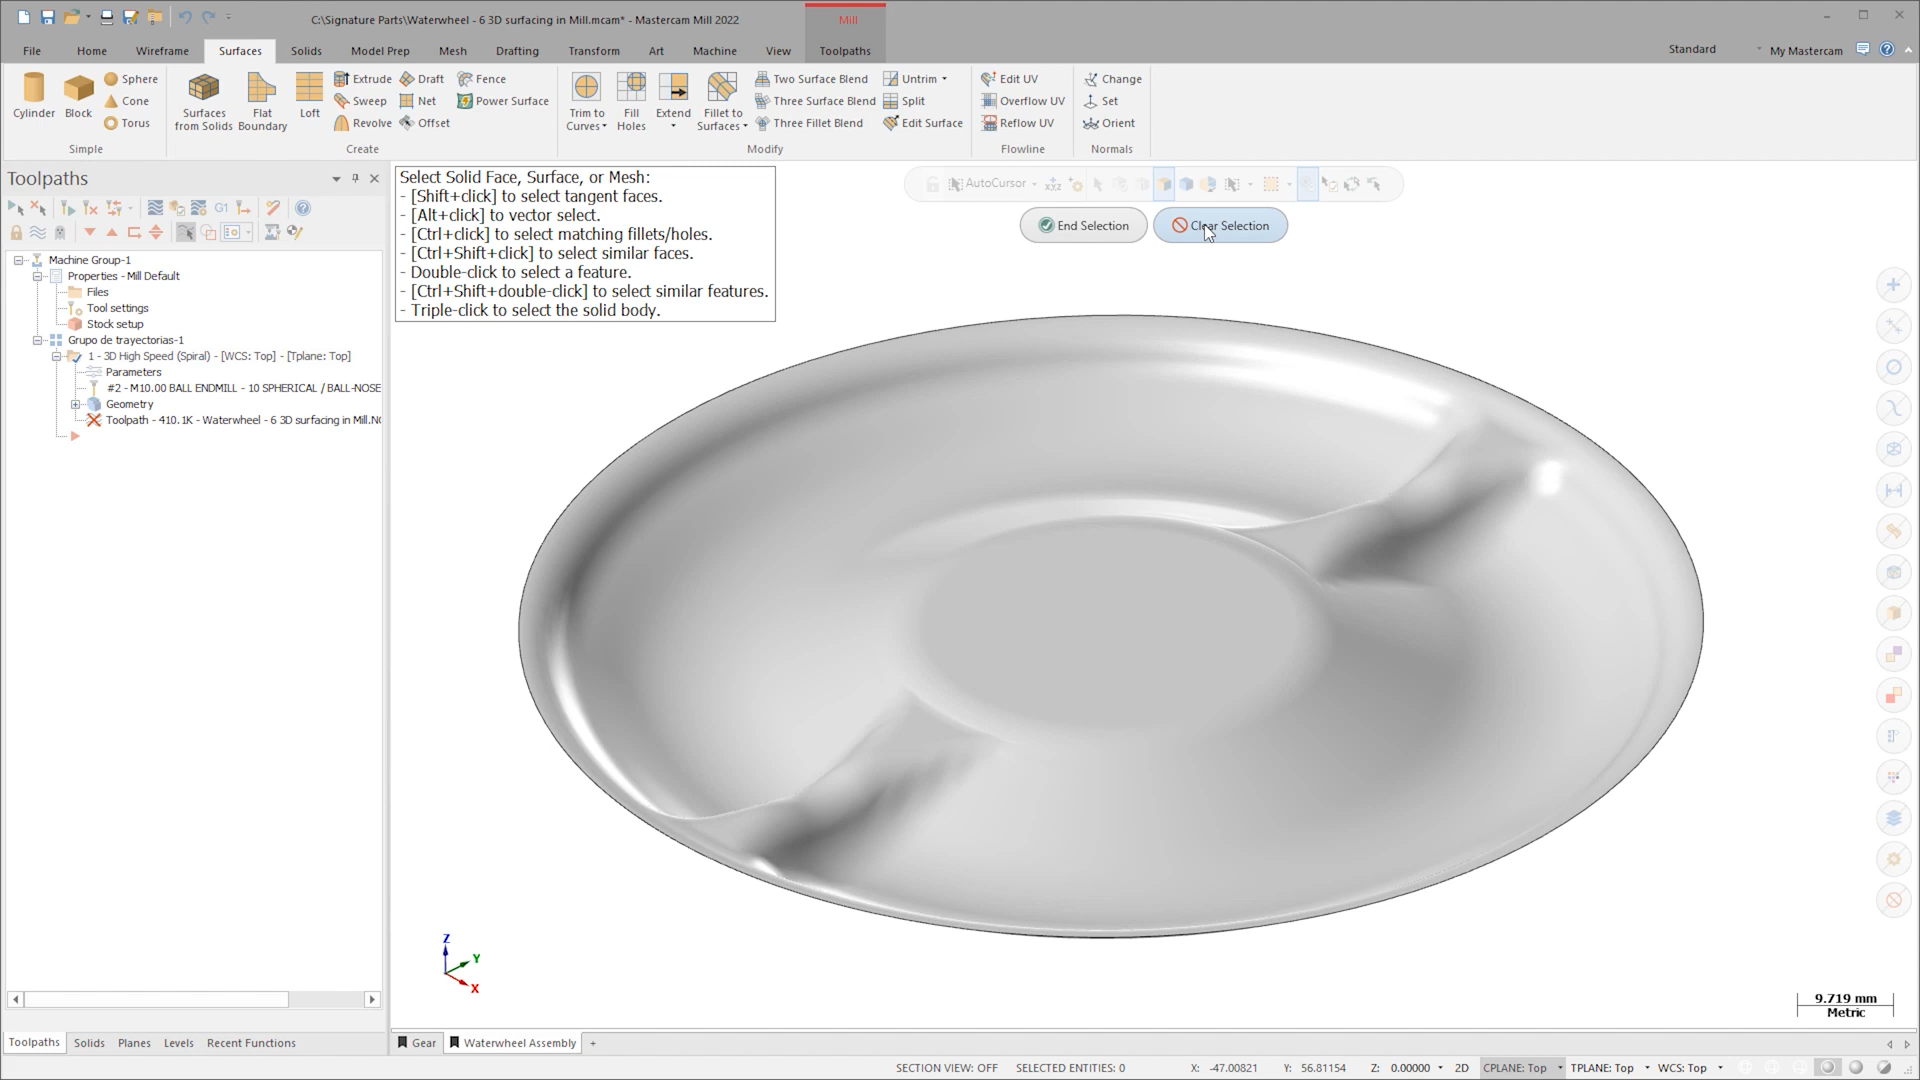 C:\Signature Parts\Waterwheel - 6 3D surfacing in Mill.mcam* - Mastercam Mill 2022
Mill
File Home Wireframe Surfaces Solids Model Prep Mesh Drafting Transform Art Machine View Toolpaths
Standard My Mastercam
Cylinder
Block
Sphere
Cone
Torus
Simple
Surfaces from Solids
Flat Boundary
Loft
Extrude
Sweep
Revolve
Draft
Net
Offset
Fence
Power Surface
Create
Trim to Curves
Fill Holes
Extend
Fillet to Surfaces
Two Surface Blend
Three Surface Blend
Three Fillet Blend
Untrim
Split
Edit Surface
Modify
Edit UV
Overflow UV
Reflow UV
Flowline
Change
Set
Orient
Normals
Toolpaths
G1
Machine Group-1
Properties - Mill Default
Files
Tool settings
Stock setup
Grupo de trayectorias-1
1 - 3D High Speed (Spiral) - [WCS: Top] - [Tplane: Top]
Parameters
#2 - M10.00 BALL ENDMILL - 10 SPHERICAL / BALL-NOSE
Geometry
Toolpath - 410.1K - Waterwheel - 6 3D surfacing in Mill.NC
Select Solid Face, Surface, or Mesh:
- [Shift+click] to select tangent faces.
- [Alt+click] to vector select.
- [Ctrl+click] to select matching fillets/holes.
- [Ctrl+Shift+click] to select similar faces.
- Double-click to select a feature.
- [Ctrl+Shift+double-click] to select similar features.
- Triple-click to select the solid body.
AutoCursor
End Selection
Clear Selection
Z
Y
X
9.719 mm
Metric
Toolpaths Solids Planes Levels Recent Functions
Gear Waterwheel Assembly +
SECTION VIEW: OFF SELECTED ENTITIES: 0 X: -47.00821 Y: 56.81154 Z: 0.00000 2D CPLANE: Top TPLANE: Top WCS: Top